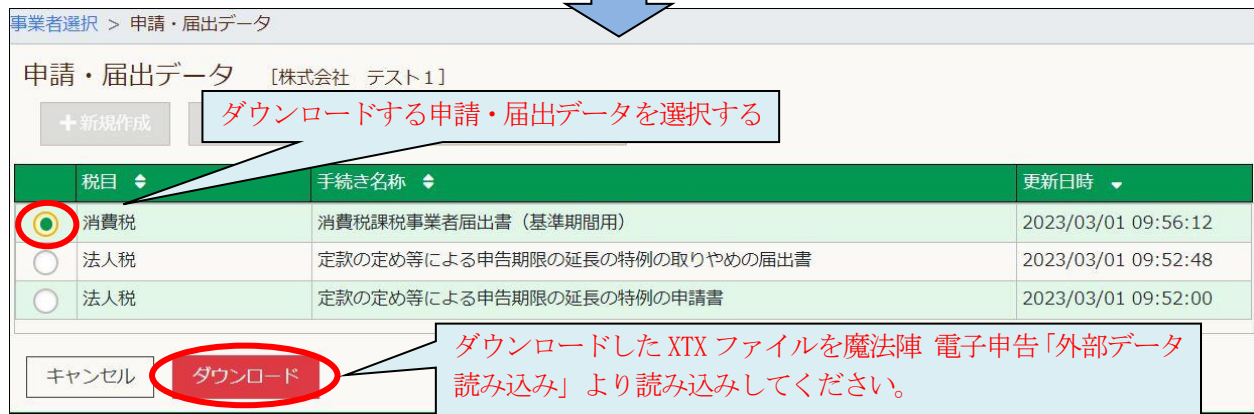 事業者選択 > 申請・届出データ
申請・届出データ [株式会社 テスト1]
ダウンロードする申請・届出データを選択する
+新規作成
税目 手続き名称 更新日時
消費税 消費税課税事業者届出書（基準期間用） 2023/03/01 09:56:12
法人税 定款の定め等による申告期限の延長の特例の取りやめの届出書 2023/03/01 09:52:48
法人税 定款の定め等による申告期限の延長の特例の申請書 2023/03/01 09:52:00
ダウンロードした XTX ファイルを魔法陣 電子申告「外部データ
読み込み」より読み込みしてください。
キャンセル ダウンロード